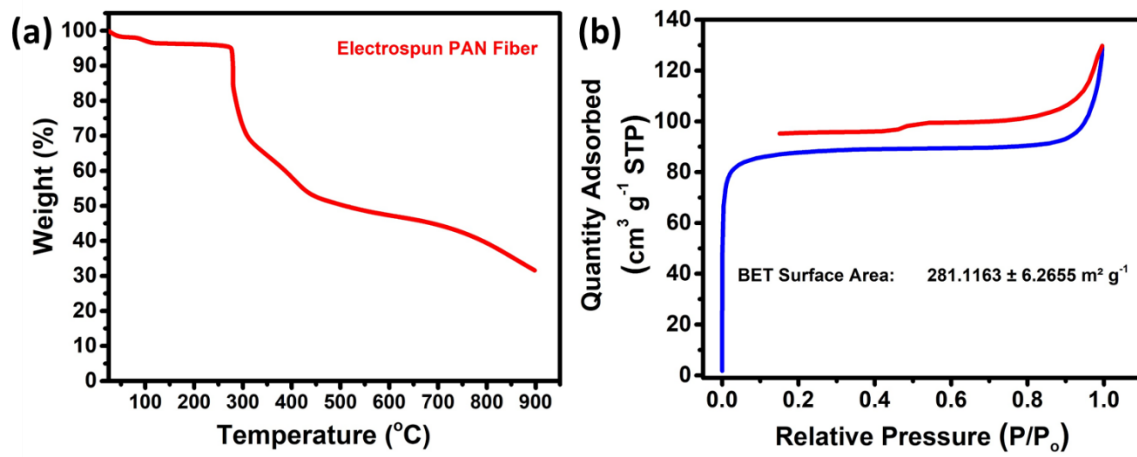 (a)
Electrospun PAN Fiber
Weight (%)
100
90
80
70
60
50
40
30
20
10
0
100 200 300 400 500 600 700 800 900
Temperature (°C)
(b)
Quantity Adsorbed
(cm³ g⁻¹ STP)
140
120
100
80
60
40
20
0
BET Surface Area: 281.1163 ± 6.2655 m² g⁻¹
0.0 0.2 0.4 0.6 0.8 1.0
Relative Pressure (P/Pₒ)